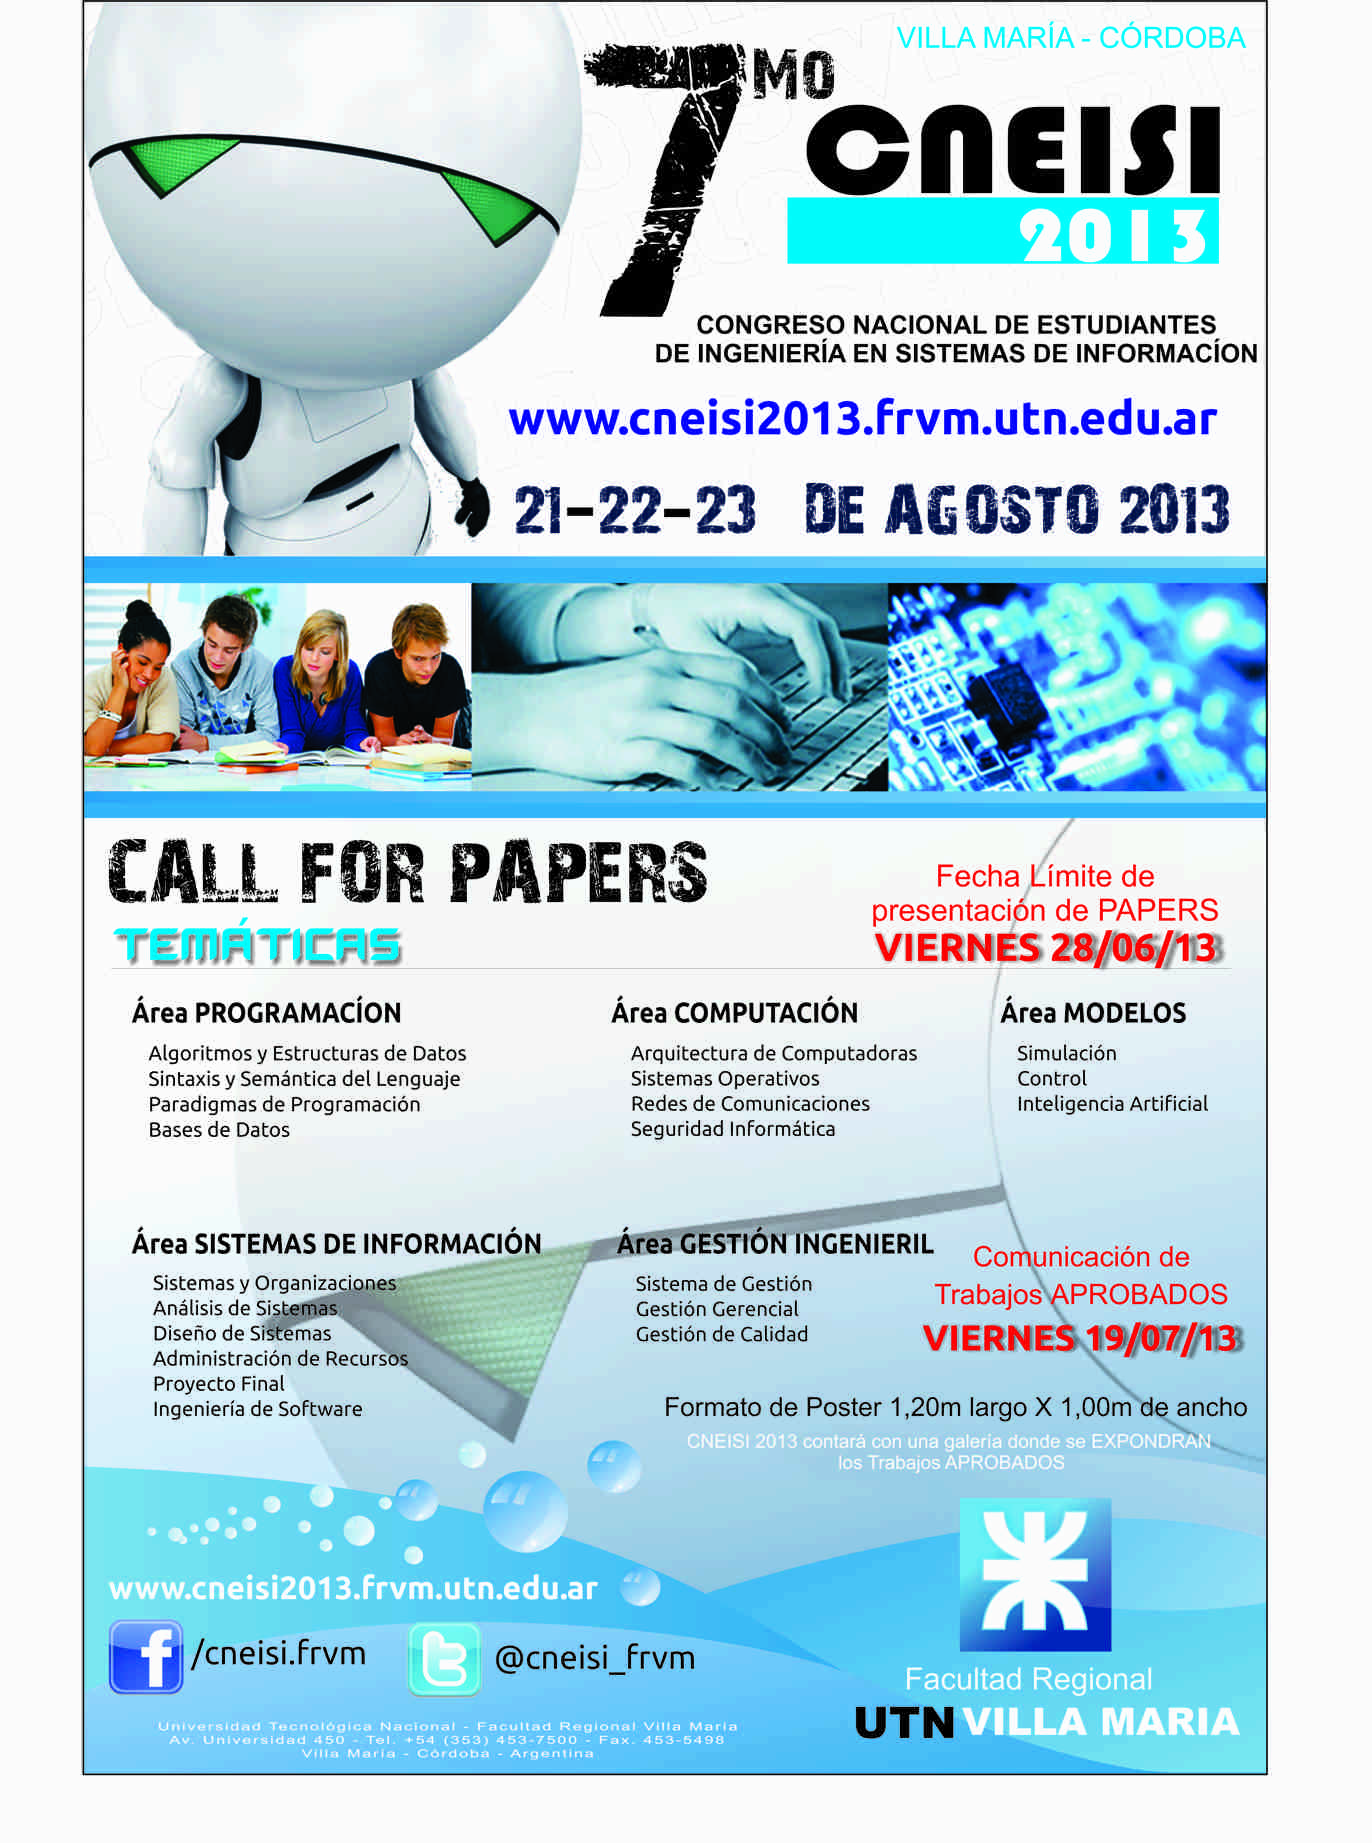 VILLA MARÍA - CÓRDOBA
7MO
CNEISI
2013
CONGRESO NACIONAL DE ESTUDIANTES
DE INGENIERÍA EN SISTEMAS DE INFORMACÍON
www.cneisi2013.frvm.utn.edu.ar
21-22-23 DE AGOSTO 2013
CALL FOR PAPERS
TEMÁTICAS
Fecha Límite de
presentación de PAPERS
VIERNES 28/06/13
Área PROGRAMACÍON
Algoritmos y Estructuras de Datos
Sintaxis y Semántica del Lenguaje
Paradigmas de Programación
Bases de Datos
Área COMPUTACIÓN
Arquitectura de Computadoras
Sistemas Operativos
Redes de Comunicaciones
Seguridad Informática
Área MODELOS
Simulación
Control
Inteligencia Artificial
Área SISTEMAS DE INFORMACIÓN
Sistemas y Organizaciones
Análisis de Sistemas
Diseño de Sistemas
Administración de Recursos
Proyecto Final
Ingeniería de Software
Área GESTIÓN INGENIERIL
Sistema de Gestión
Gestión Gerencial
Gestión de Calidad
Comunicación de
Trabajos APROBADOS
VIERNES 19/07/13
Formato de Poster 1,20m largo X 1,00m de ancho
CNEISI 2013 contará con una galería donde se EXPONDRAN
los Trabajos APROBADOS
www.cneisi2013.frvm.utn.edu.ar
f /cneisi.frvm
t @cneisi_frvm
Facultad Regional
UTN VILLA MARIA
Universidad Tecnológica Nacional - Facultad Regional Villa María
Av. Universidad 450 - Tel. +54 (353) 453-7500 - Fax. 453-5498
Villa María - Córdoba - Argentina